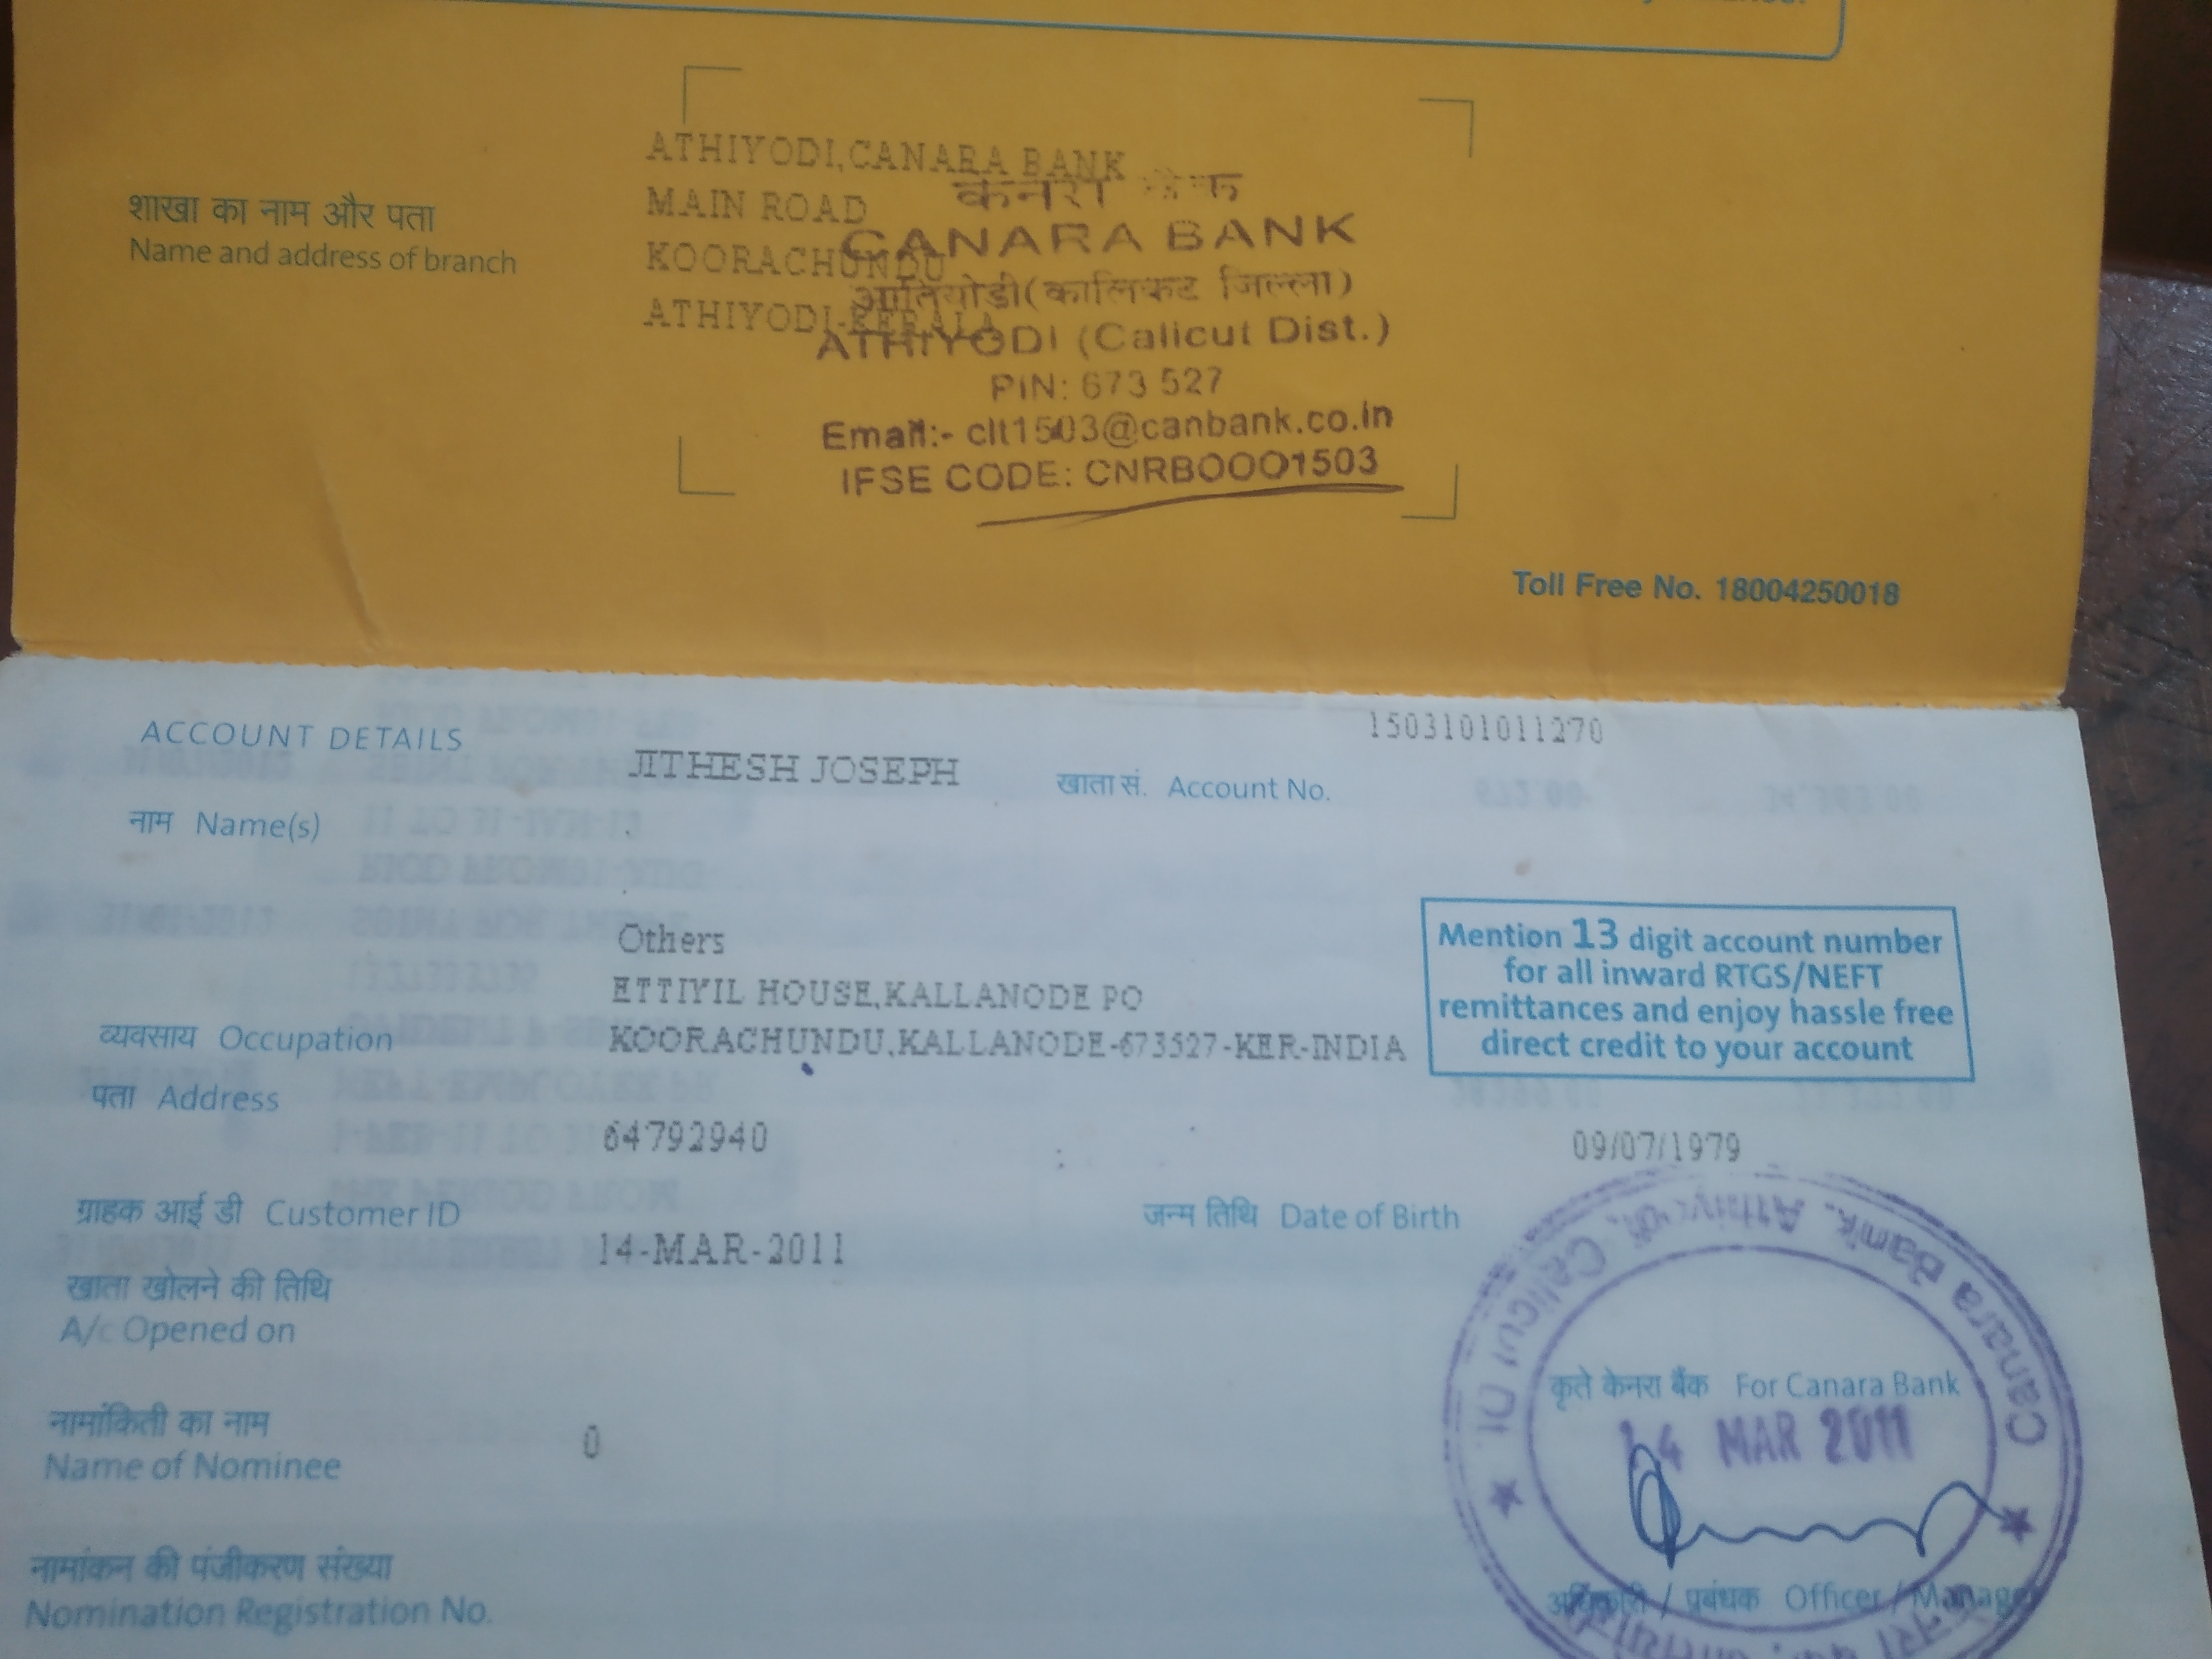 ATHIYODI,CANARA BANK
MAIN ROAD
KOORACHUNDU
ATHIYODI-KERALA
शाखा का नाम और पता
Name and address of branch
केनरा
CANARA BANK
आतियोडी(कालिकट जिल्ला)
ATHIYODI (Calicut Dist.)
PIN: 673 527
Email:- clt1503@canbank.co.in
IFSE CODE: CNRB0001503
Toll Free No. 18004250018
ACCOUNT DETAILS
1503101011270
JITHESH JOSEPH
खाता सं. Account No.
नाम Name(s)
Others
ETTIYIL HOUSE,KALLANODE PO
व्यवसाय Occupation
KOORACHUNDU,KALLANODE-673527-KER-INDIA
Mention 13 digit account number
for all inward RTGS/NEFT
remittances and enjoy hassle free
direct credit to your account
पता Address
64792940
09/07/1979
ग्राहक आई डी Customer ID
जन्म तिथि Date of Birth
14-MAR-2011
खाता खोलने की तिथि
A/c Opened on
Canara Bank, Calicut Dt.
कृते केनरा बैंक For Canara Bank
14 MAR 2011
नामांकिती का नाम
Name of Nominee
0
नामांकन की पंजीकरण संख्या
Nomination Registration No.
अधिकारी / प्रबंधक Officer / Manager